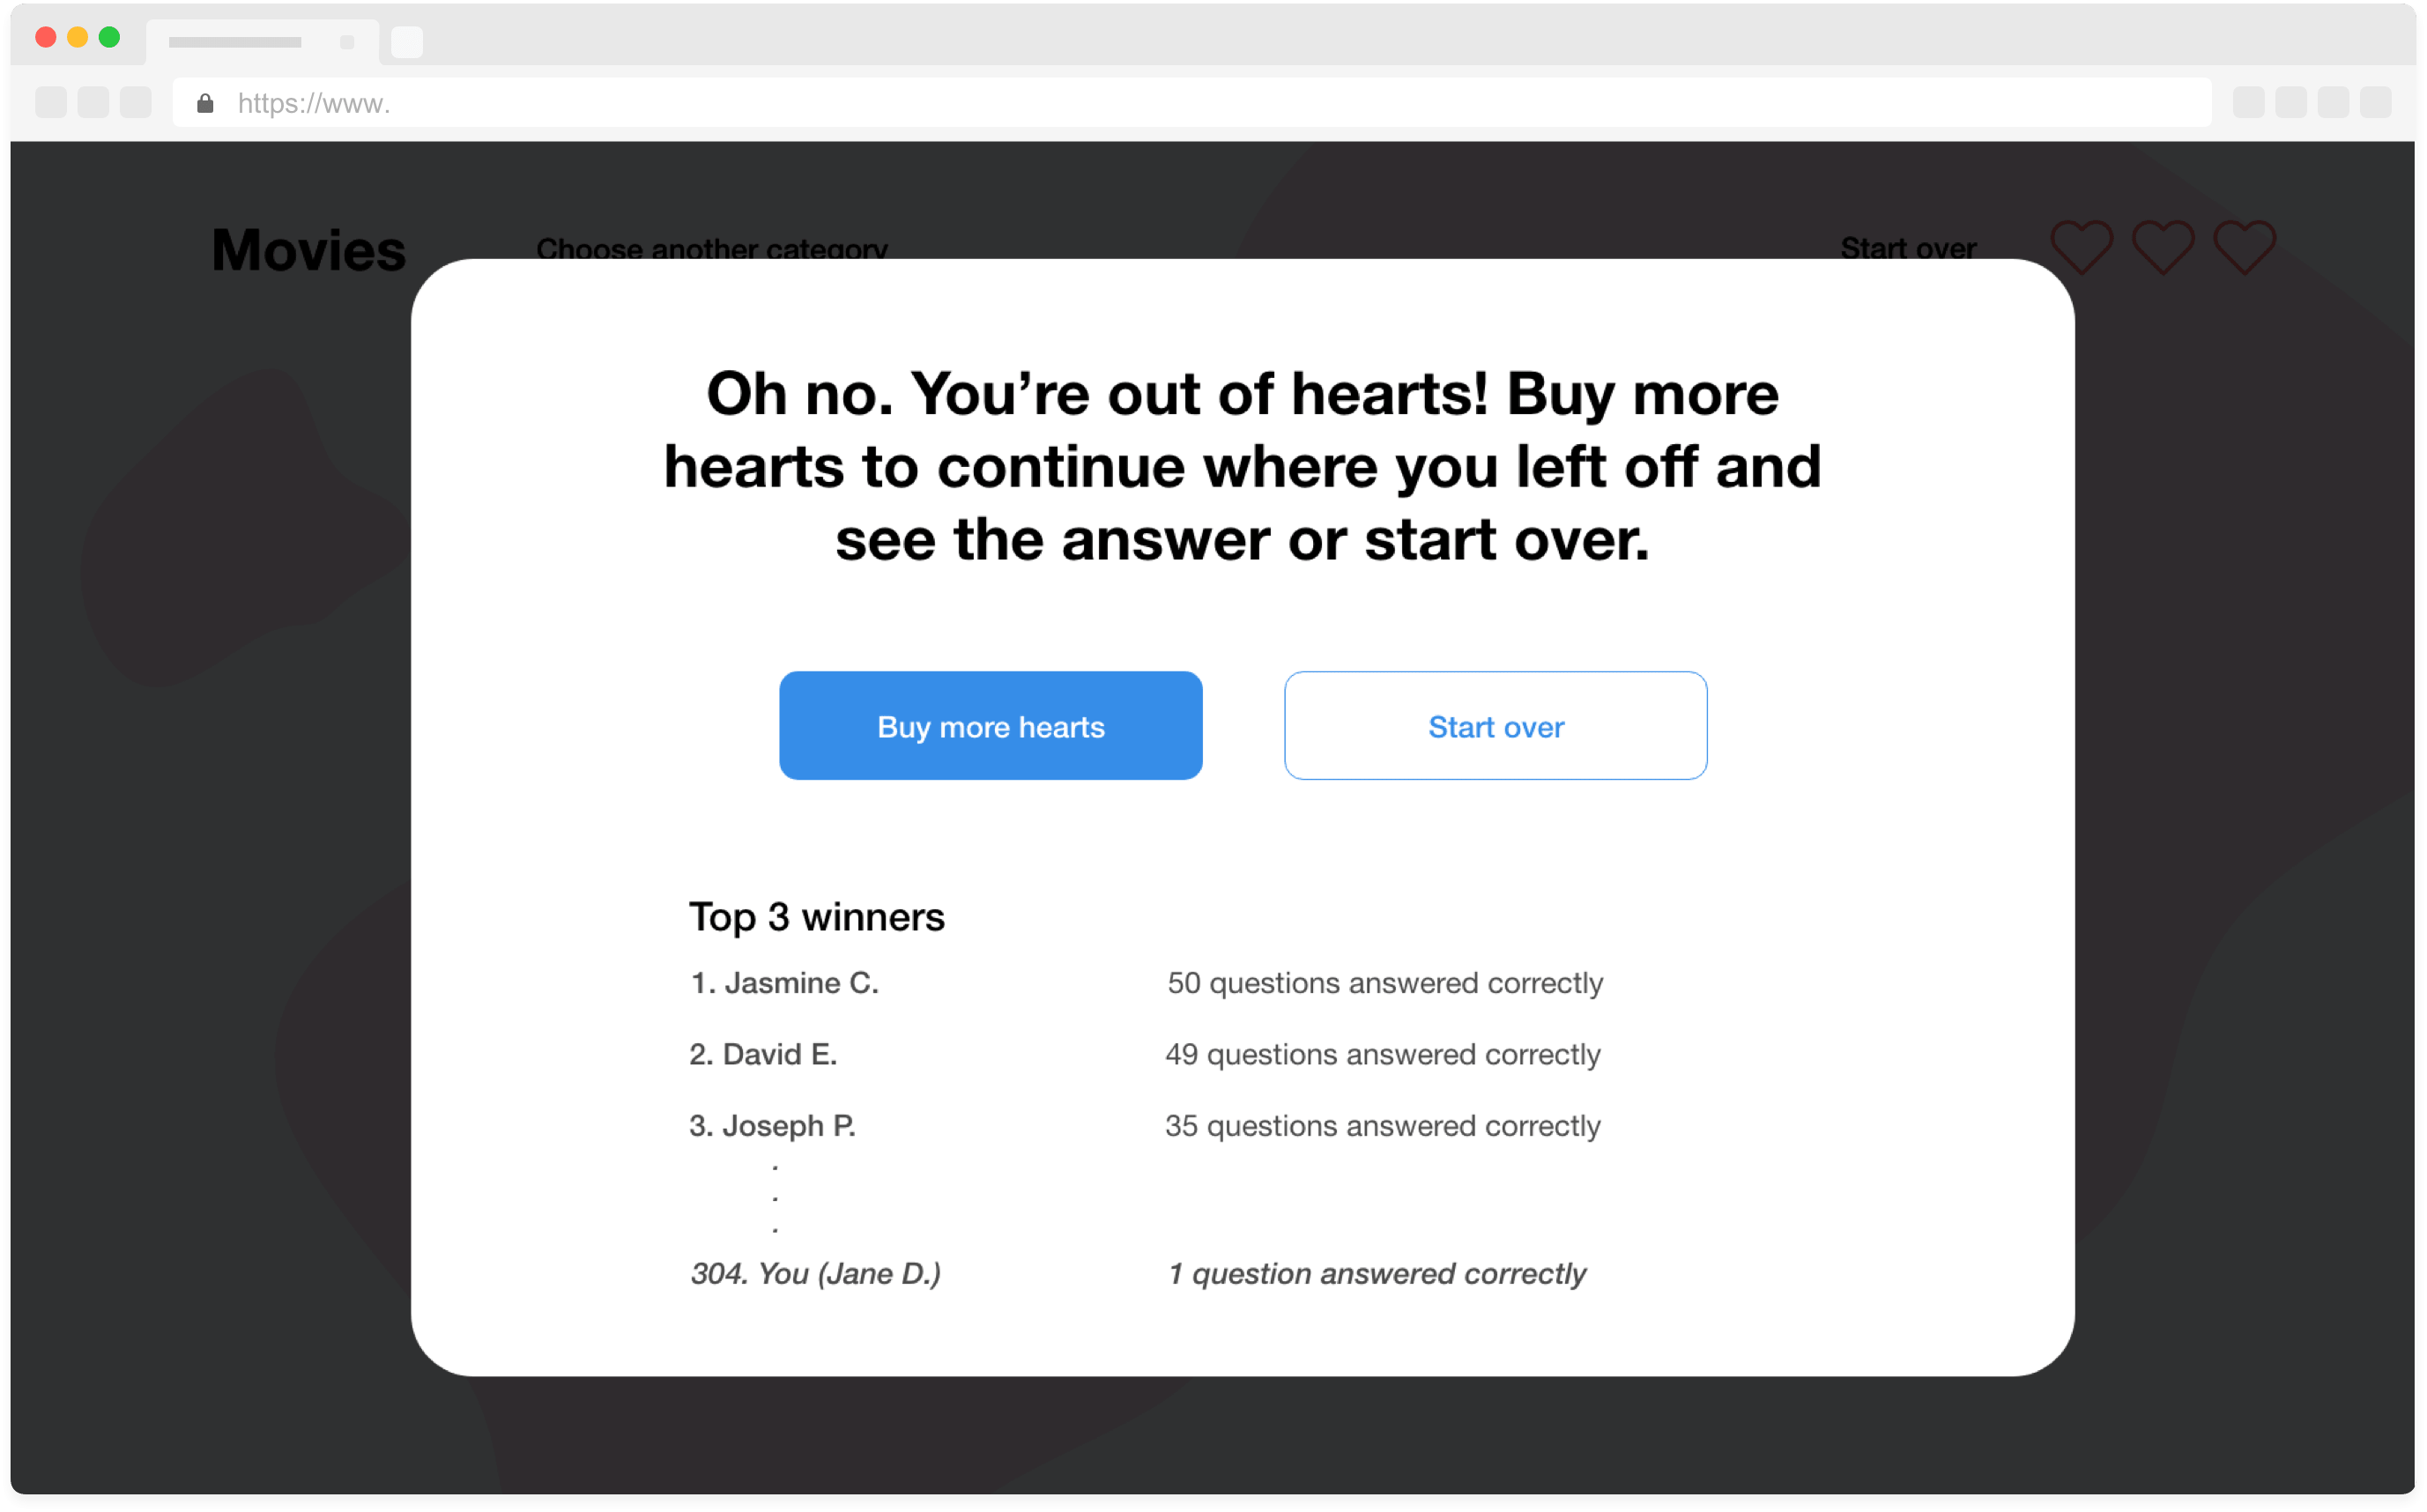 https://www.
Movies
Choose another category
Start over
Oh no. You’re out of hearts! Buy more
hearts to continue where you left off and
see the answer or start over.
Buy more hearts
Start over
Top 3 winners
1. Jasmine C.
50 questions answered correctly
2. David E.
49 questions answered correctly
3. Joseph P.
35 questions answered correctly
.
.
.
304. You (Jane D.)
1 question answered correctly